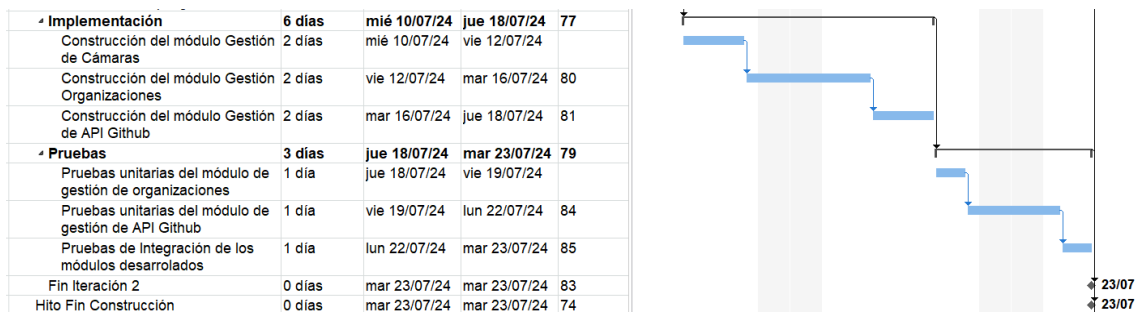 Implementación 6 días mié 10/07/24 jue 18/07/24 77
Construcción del módulo Gestión 2 días mié 10/07/24 vie 12/07/24
de Cámaras
Construcción del módulo Gestión 2 días vie 12/07/24 mar 16/07/24 80
Organizaciones
Construcción del módulo Gestión 2 días mar 16/07/24 jue 18/07/24 81
de API Github
Pruebas 3 días jue 18/07/24 mar 23/07/24 79
Pruebas unitarias del módulo de 1 día jue 18/07/24 vie 19/07/24
gestión de organizaciones
Pruebas unitarias del módulo de 1 día vie 19/07/24 lun 22/07/24 84
gestión de API Github
Pruebas de Integración de los 1 día lun 22/07/24 mar 23/07/24 85
módulos desarrolados
Fin Iteración 2 0 días mar 23/07/24 mar 23/07/24 83 23/07
Hito Fin Construcción 0 días mar 23/07/24 mar 23/07/24 74 23/07